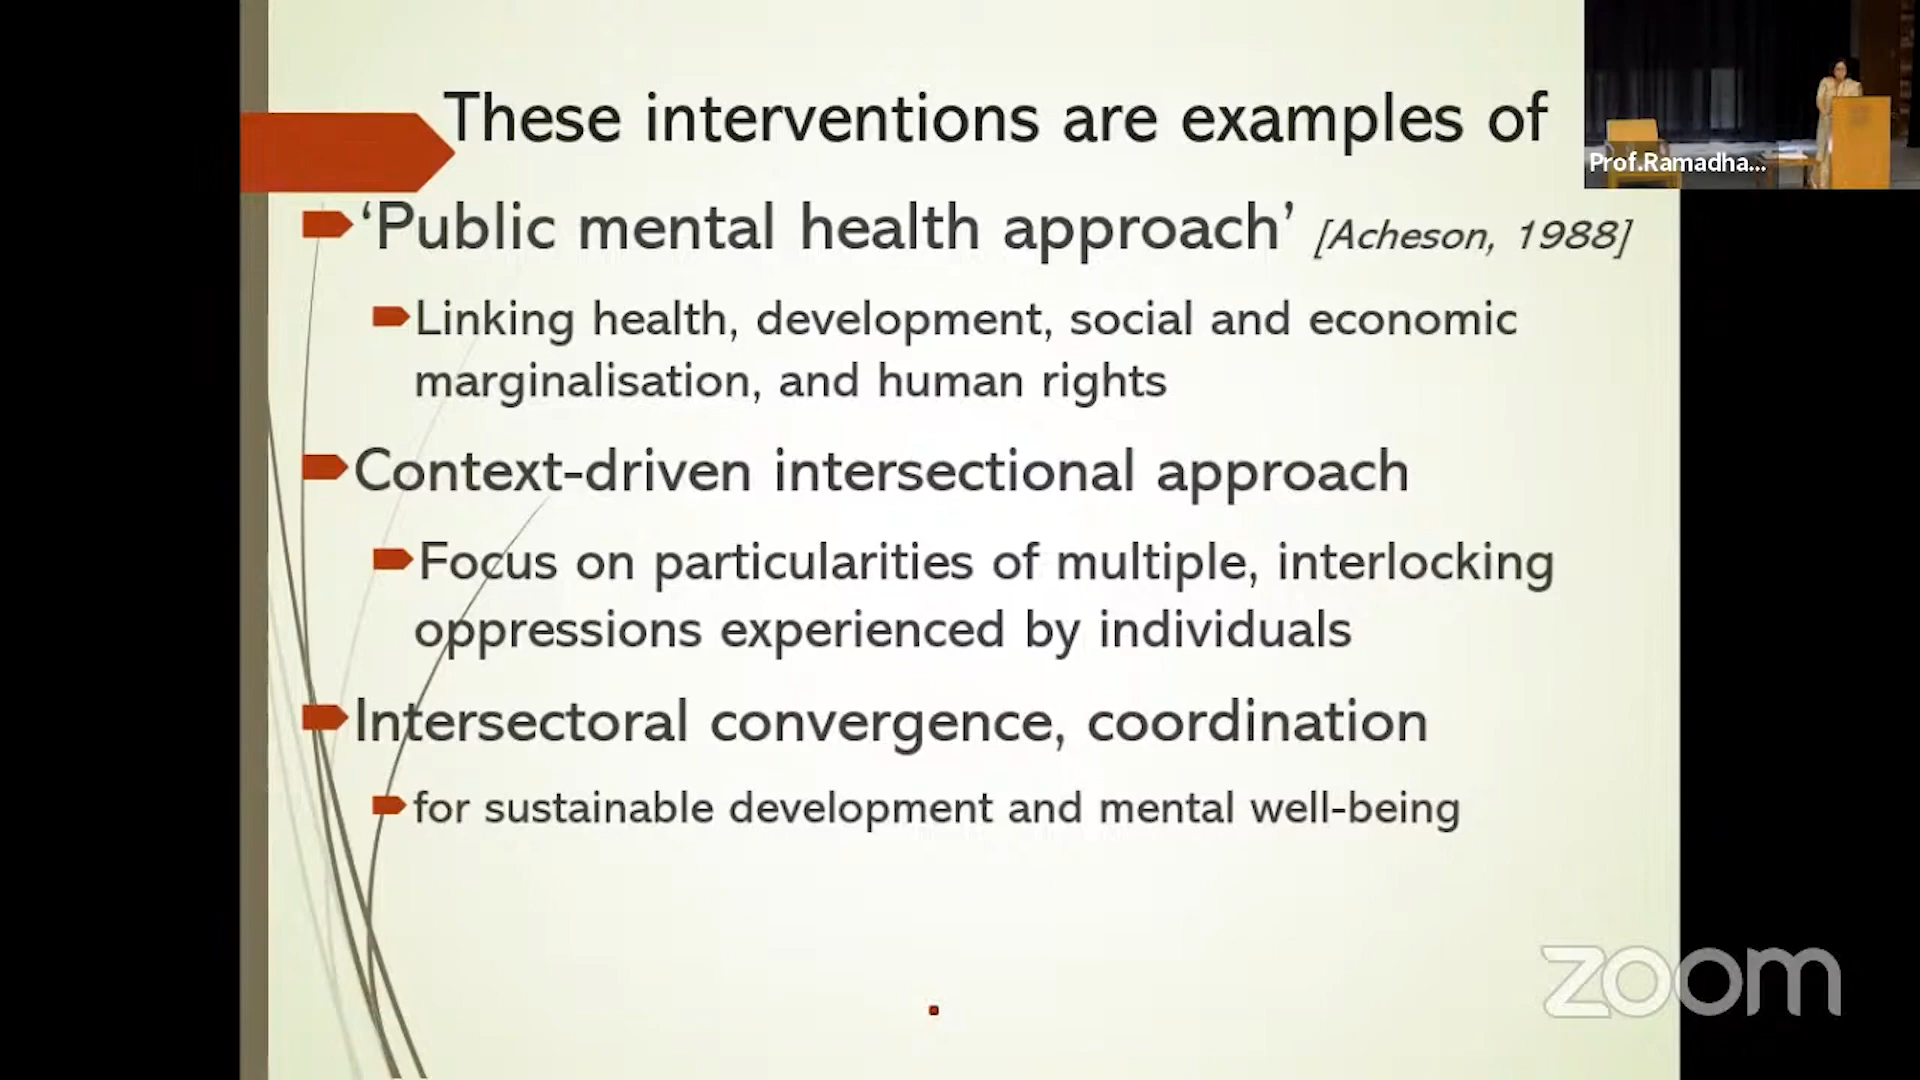 These interventions are examples of
‘Public mental health approach’ [Acheson, 1988]
Linking health, development, social and economic
marginalisation, and human rights
Context-driven intersectional approach
Focus on particularities of multiple, interlocking
oppressions experienced by individuals
Intersectoral convergence, coordination
for sustainable development and mental well-being
Prof.Ramadha...
zoom